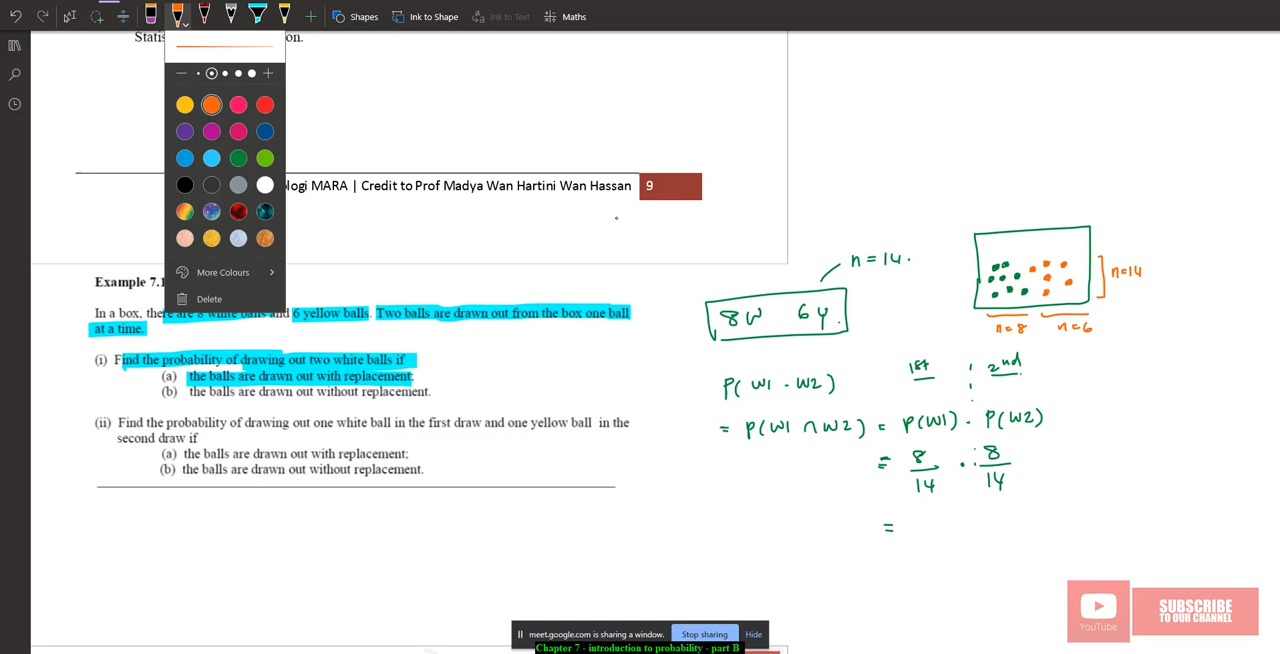 Shapes
Ink to Shape
Ink to Text
Maths
Statis
on.
More Colours
Delete
logi MARA | Credit to Prof Madya Wan Hartini Wan Hassan
9
Example 7.1
In a box, there are 8 white balls and 6 yellow balls. Two balls are drawn out from the box one ball
at a time.
(i) Find the probability of drawing out two white balls if
(a) the balls are drawn out with replacement;
(b) the balls are drawn out without replacement.
(ii) Find the probability of drawing out one white ball in the first draw and one yellow ball in the
second draw if
(a) the balls are drawn out with replacement;
(b) the balls are drawn out without replacement.
n = 14.
8W 6Y.
n=14
n=8 n=6
1st 2nd
P(W1 · W2)
= P(W1 ∩ W2) = P(W1) · P(W2)
= 8/14 · 8/14
=
YouTube
SUBSCRIBE
TO OUR CHANNEL
meet.google.com is sharing a window.
Stop sharing
Hide
Chapter 7 - introduction to probability - part B